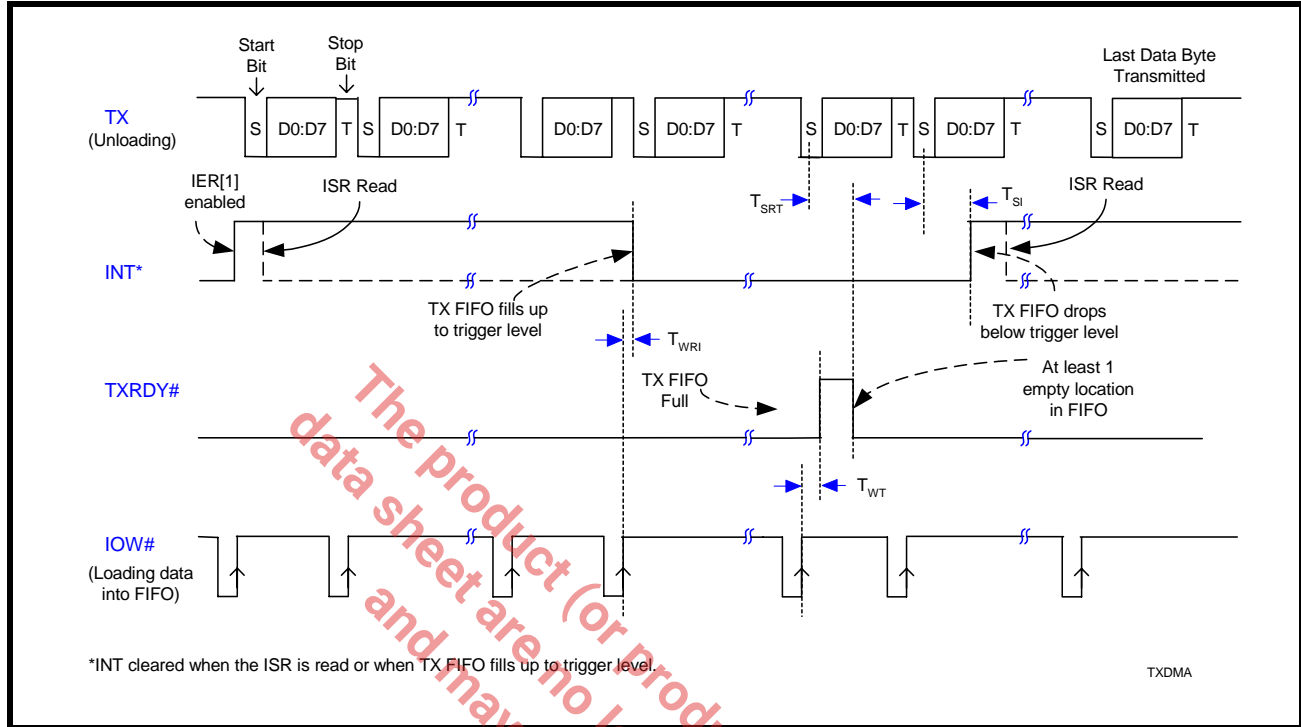 Start
Bit
Stop
Bit
Last Data Byte
Transmitted
TX
(Unloading)
S D0:D7 T S D0:D7 T D0:D7 S D0:D7 T S D0:D7 T S D0:D7 T S D0:D7 T
IER[1]
enabled
ISR Read
TSRT
TSI
ISR Read
INT*
TX FIFO fills up
to trigger level
TX FIFO drops
below trigger level
TWRI
TXRDY#
TX FIFO
Full
At least 1
empty location
in FIFO
TWT
IOW#
(Loading data
into FIFO)
*INT cleared when the ISR is read or when TX FIFO fills up to trigger level.
TXDMA
The product (or produ
data sheet are no l
and may